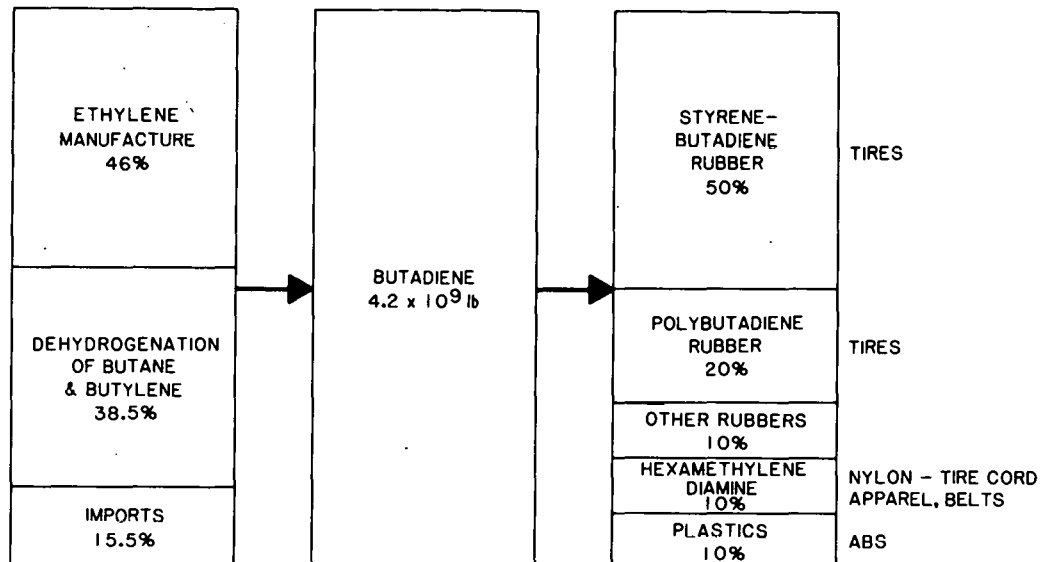 ETHYLENE
MANUFACTURE
46%
DEHYDROGENATION
OF BUTANE
& BUTYLENE
38.5%
IMPORTS
15.5%
BUTADIENE
4.2 x 10⁹ lb
STYRENE-
BUTADIENE
RUBBER
50%
TIRES
POLYBUTADIENE
RUBBER
20%
TIRES
OTHER RUBBERS
10%
HEXAMETHYLENE
DIAMINE
10%
NYLON - TIRE CORD
APPAREL, BELTS
PLASTICS
10%
ABS